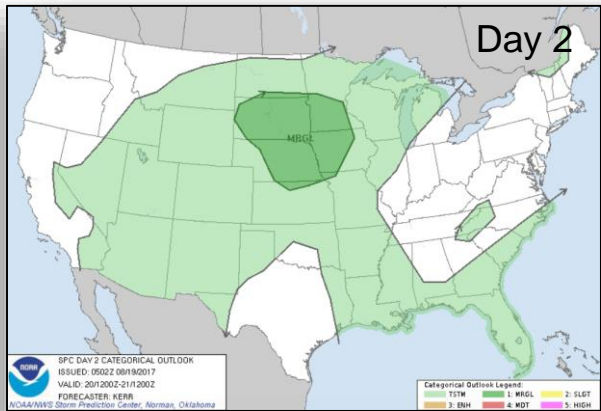 Day 2
MRGL
NOAA
SPC DAY 2 CATEGORICAL OUTLOOK
ISSUED: 0502Z 08/19/2017
VALID: 20/1200Z-21/1200Z
FORECASTER: KERR
NOAA/NWS Storm Prediction Center, Norman, Oklahoma
Categorical Outlook Legend:
TSTM 1: MRGL 2: SLGT
3: ENH 4: MDT 5: HIGH